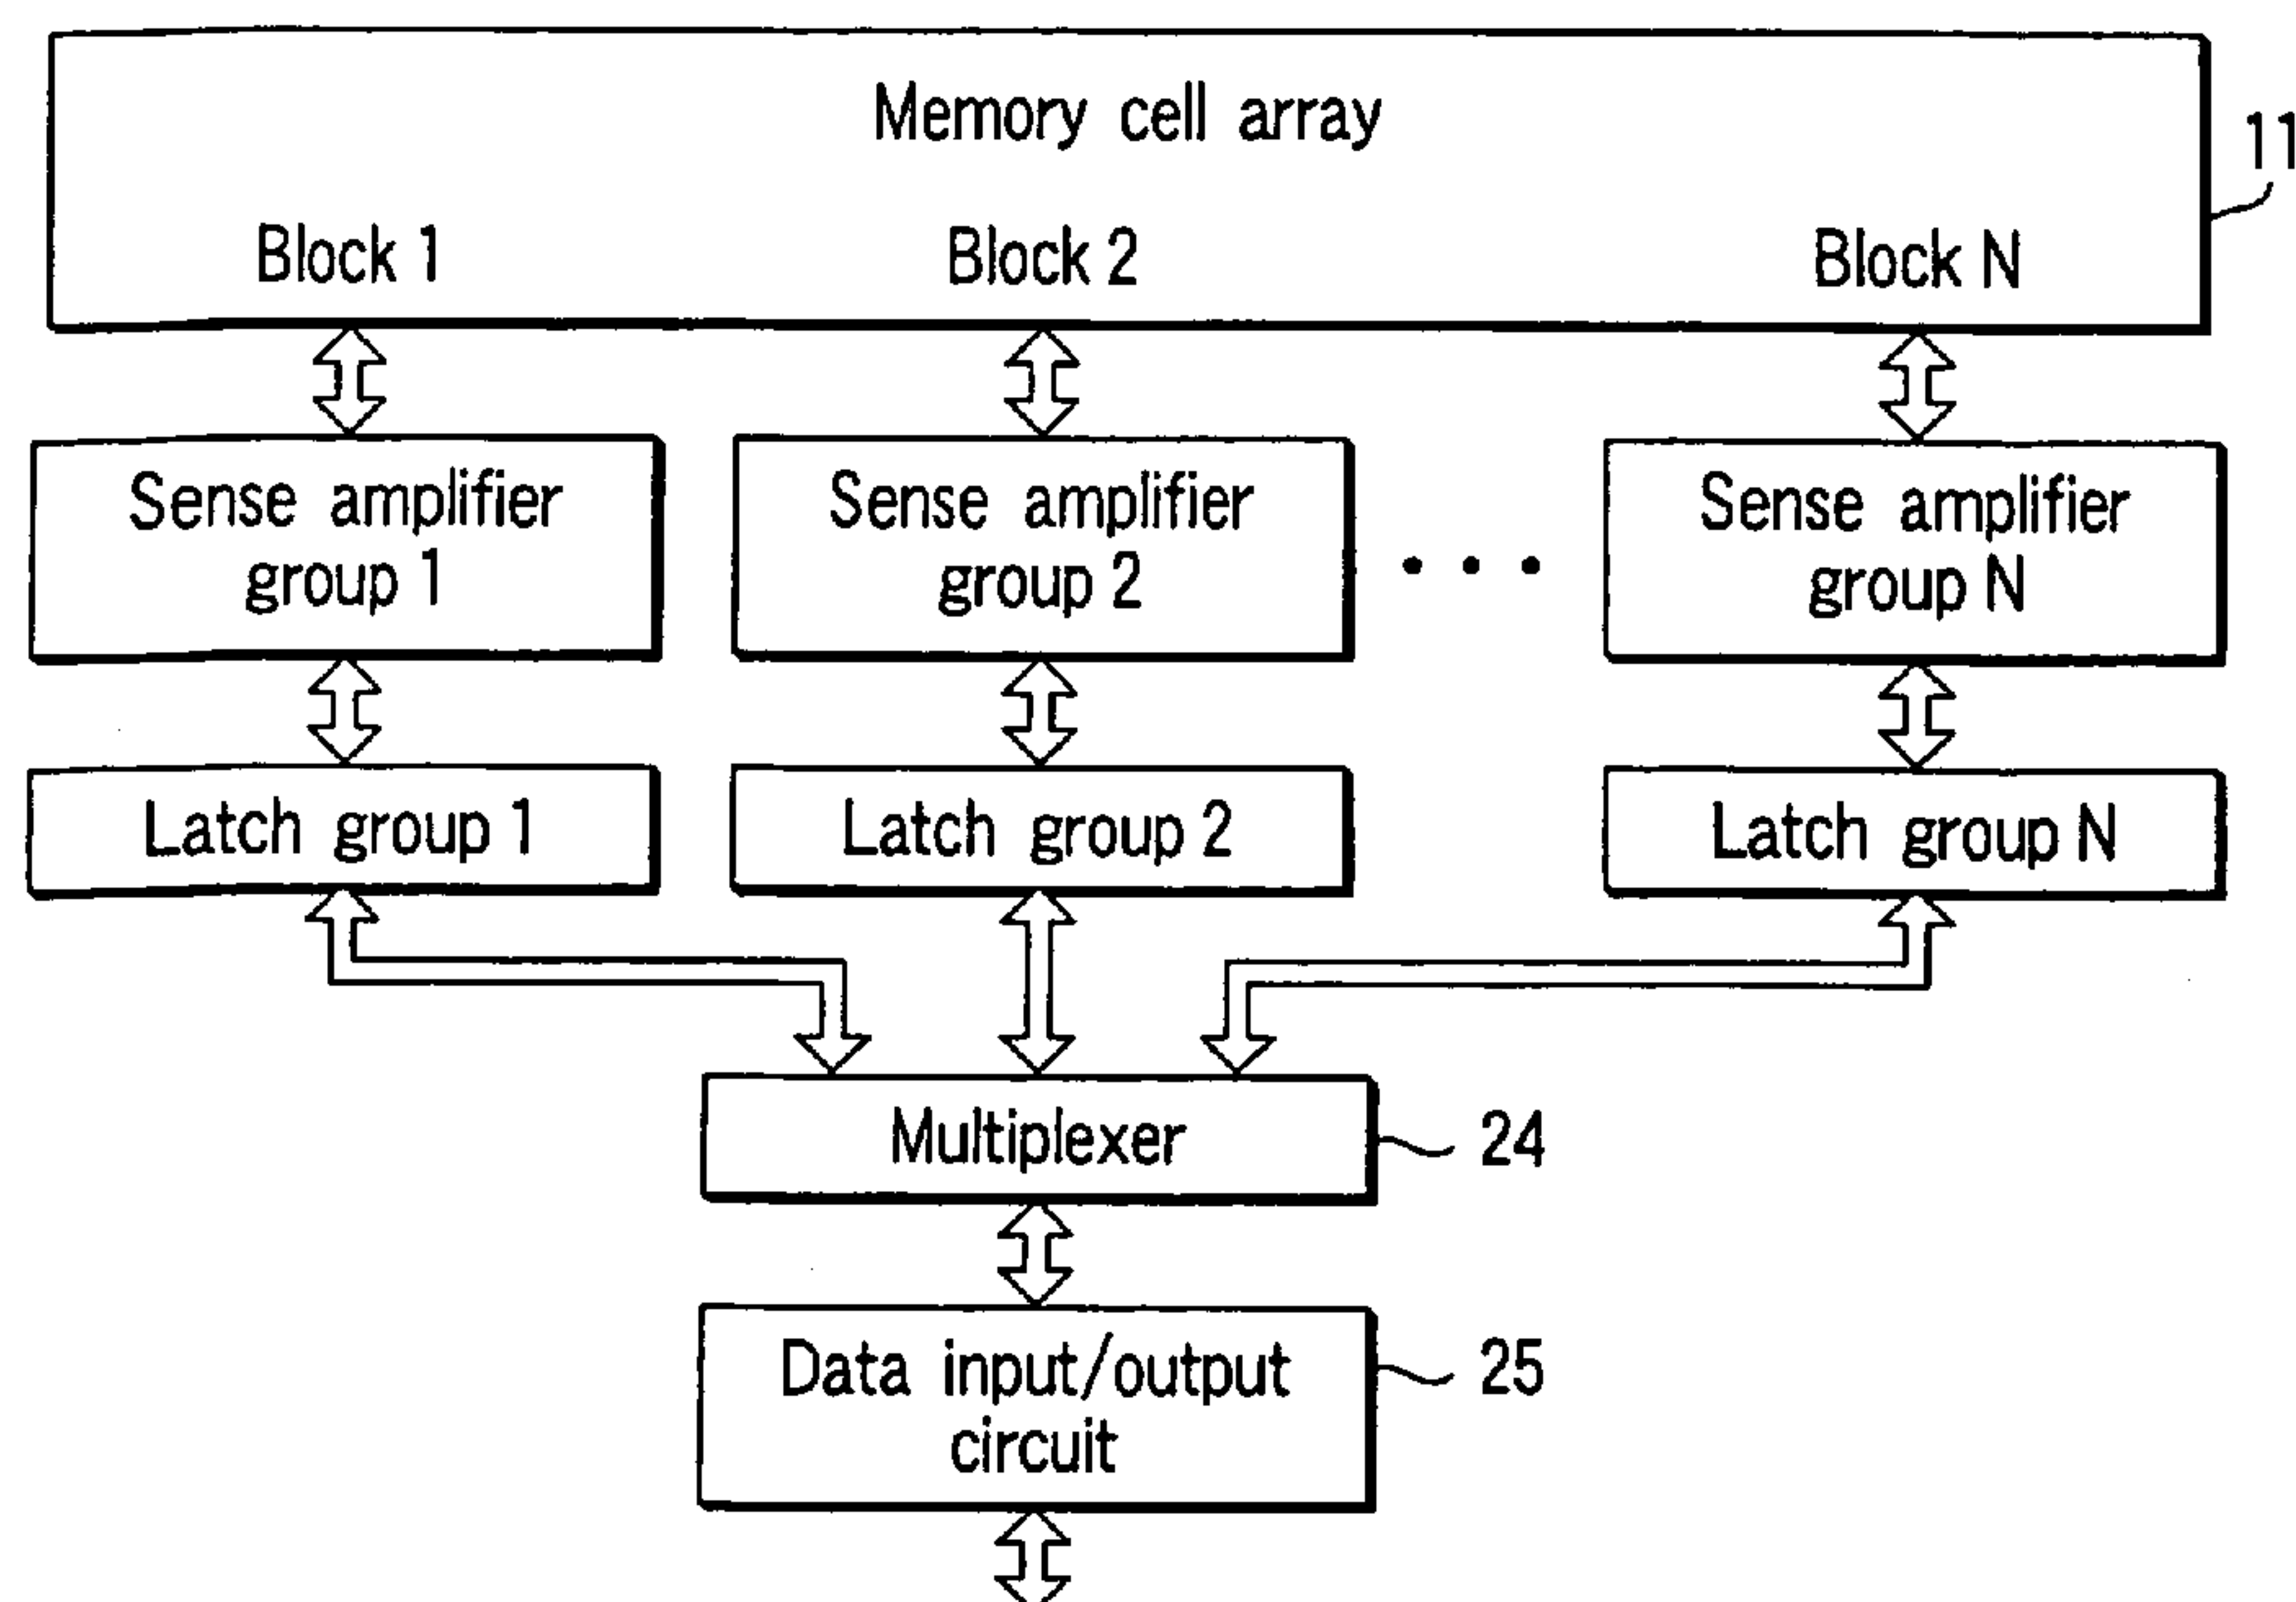 Memory cell array
11
Block 1
Block 2
Block N
Sense amplifier
group 1
Sense amplifier
group 2
. . .
Sense amplifier
group N
Latch group 1
Latch group 2
Latch group N
Multiplexer
24
Data input/output
circuit
25